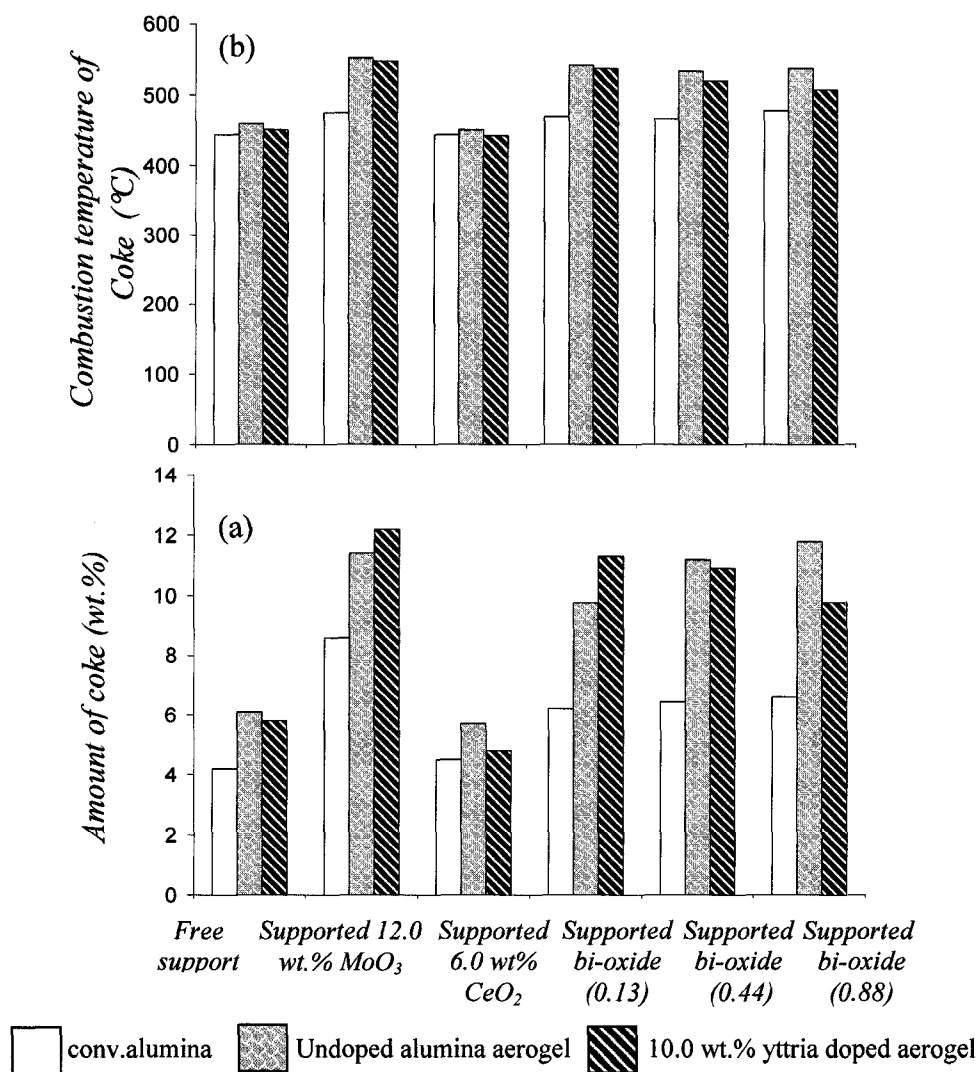 (b)
Combustion temperature of
Coke (°C)
600
500
400
300
200
100
0
(a)
Amount of coke (wt.%)
14
12
10
8
6
4
2
0
Free
support
Supported 12.0
wt.% MoO₃
Supported
6.0 wt%
CeO₂
Supported
bi-oxide
(0.13)
Supported
bi-oxide
(0.44)
Supported
bi-oxide
(0.88)
conv.alumina
Undoped alumina aerogel
10.0 wt.% yttria doped aerogel